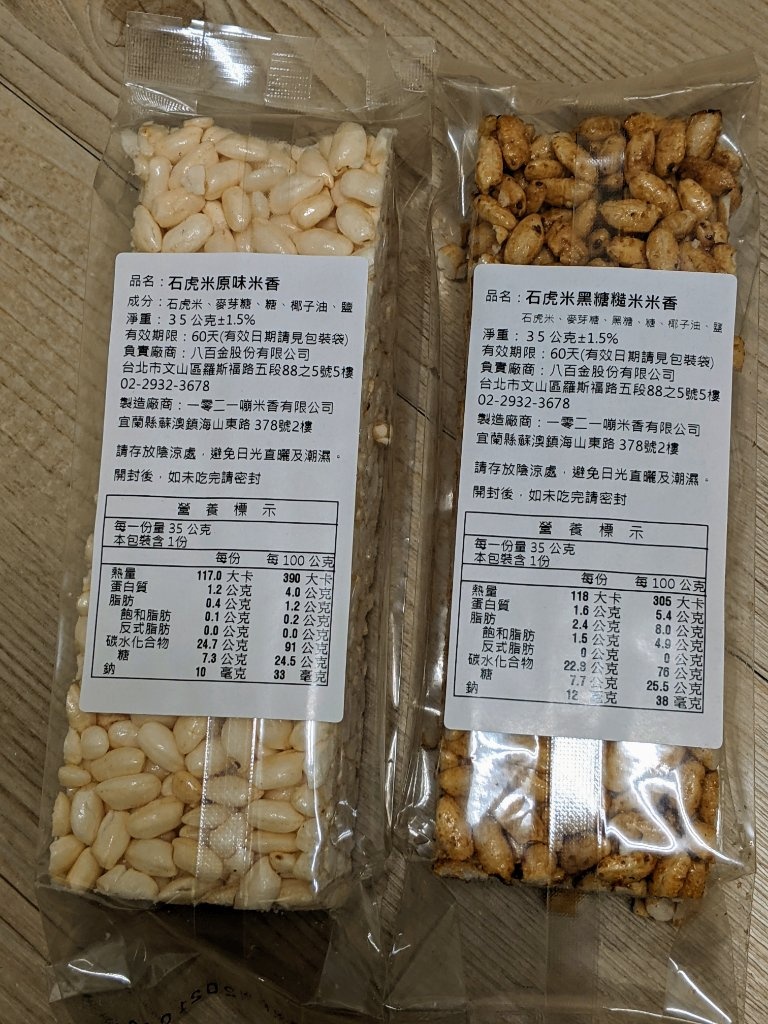 品名：石虎米原味米香
成分：石虎米、麥芽糖、糖、椰子油、鹽
淨重：35公克±1.5%
有效期限：60天(有效日期請見包裝袋)
負責廠商：八百金股份有限公司
台北市文山區羅斯福路五段88之5號5樓
02-2932-3678
製造廠商：一零二一嘣米香有限公司
宜蘭縣蘇澳鎮海山東路 378號2樓
請存放陰涼處，避免日光直曬及潮濕。
開封後，如未吃完請密封
營養標示
每一份量 35 公克
本包裝含 1份
每份 每 100 公克
熱量 117.0 大卡 390 大卡
蛋白質 1.2 公克 4.0 公克
脂肪 0.4 公克 1.2 公克
飽和脂肪 0.1 公克 0.2 公克
反式脂肪 0.0 公克 0.0 公克
碳水化合物 24.7 公克 91 公克
糖 7.3 公克 24.5 公克
鈉 10 毫克 33 毫克
品名：石虎米黑糖糙米米香
石虎米、麥芽糖、黑糖、糖、椰子油、鹽
淨重：35公克±1.5%
有效期限：60天(有效日期請見包裝袋)
負責廠商：八百金股份有限公司
台北市文山區羅斯福路五段88之5號5樓
02-2932-3678
製造廠商：一零二一嘣米香有限公司
宜蘭縣蘇澳鎮海山東路 378號2樓
請存放陰涼處，避免日光直曬及潮濕。
開封後，如未吃完請密封
營養標示
每一份量 35 公克
本包裝含 1份
每份 每 100 公克
熱量 118 大卡 305 大卡
蛋白質 1.6 公克 5.4 公克
脂肪 2.4 公克 8.0 公克
飽和脂肪 1.5 公克 4.9 公克
反式脂肪 0 公克 0 公克
碳水化合物 22.8 公克 76 公克
糖 7.7 公克 25.5 公克
鈉 12 毫克 38 毫克